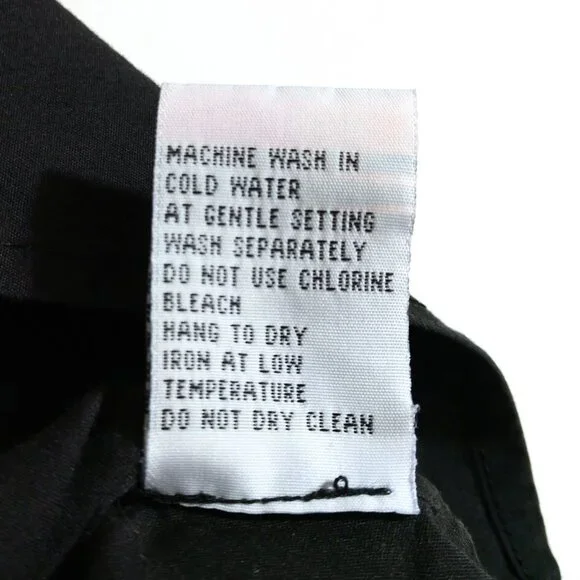 MACHINE WASH IN
COLD WATER
AT GENTLE SETTING
WASH SEPARATELY
DO NOT USE CHLORINE
BLEACH
HANG TO DRY
IRON AT LOW
TEMPERATURE
DO NOT DRY CLEAN